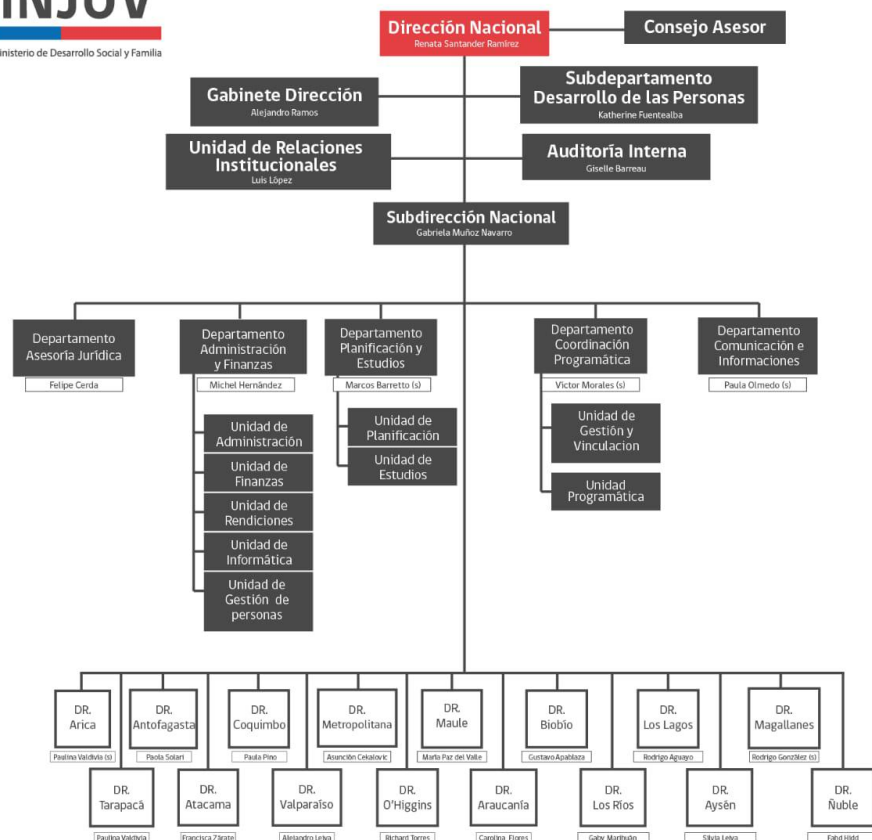 INJUV
Ministerio de Desarrollo Social y Familia
Dirección Nacional
Renata Santander Ramírez
Consejo Asesor
Gabinete Dirección
Alejandro Ramos
Subdepartamento
Desarrollo de las Personas
Katherine Fuentealba
Unidad de Relaciones
Institucionales
Luis López
Auditoría Interna
Giselle Barreau
Subdirección Nacional
Gabriela Muñoz Navarro
Departamento
Asesoría Jurídica
Felipe Cerda
Departamento
Administración
y Finanzas
Michel Hernández
Unidad de
Administración
Unidad de
Finanzas
Unidad de
Rendiciones
Unidad de
Informática
Unidad de
Gestión de
personas
Departamento
Planificación y
Estudios
Marcos Barretto (s)
Unidad de
Planificación
Unidad de
Estudios
Departamento
Coordinación
Programática
Victor Morales (s)
Unidad de
Gestión y
Vinculacion
Unidad
Programática
Departamento
Comunicación e
Informaciones
Paula Olmedo (s)
DR.
Arica
Paulina Valdivia (s)
DR.
Antofagasta
Paola Solari
DR.
Coquimbo
Paula Pino
DR.
Metropolitana
Asunción Cekalovic
DR.
Maule
María Paz del Valle
DR.
Biobío
Gustavo Apablaza
DR.
Los Lagos
Rodrigo Aguayo
DR.
Magallanes
Rodrigo González (s)
DR.
Tarapacá
Paulina Valdivia
DR.
Atacama
Francisca Zárate
DR.
Valparaíso
Alejandro Leiva
DR.
O'Higgins
Richard Torres
DR.
Araucanía
Carolina Flores
DR.
Los Ríos
Gaby Marihuán
DR.
Aysén
Silvia Leiva
DR.
Ñuble
Fahd Hidd